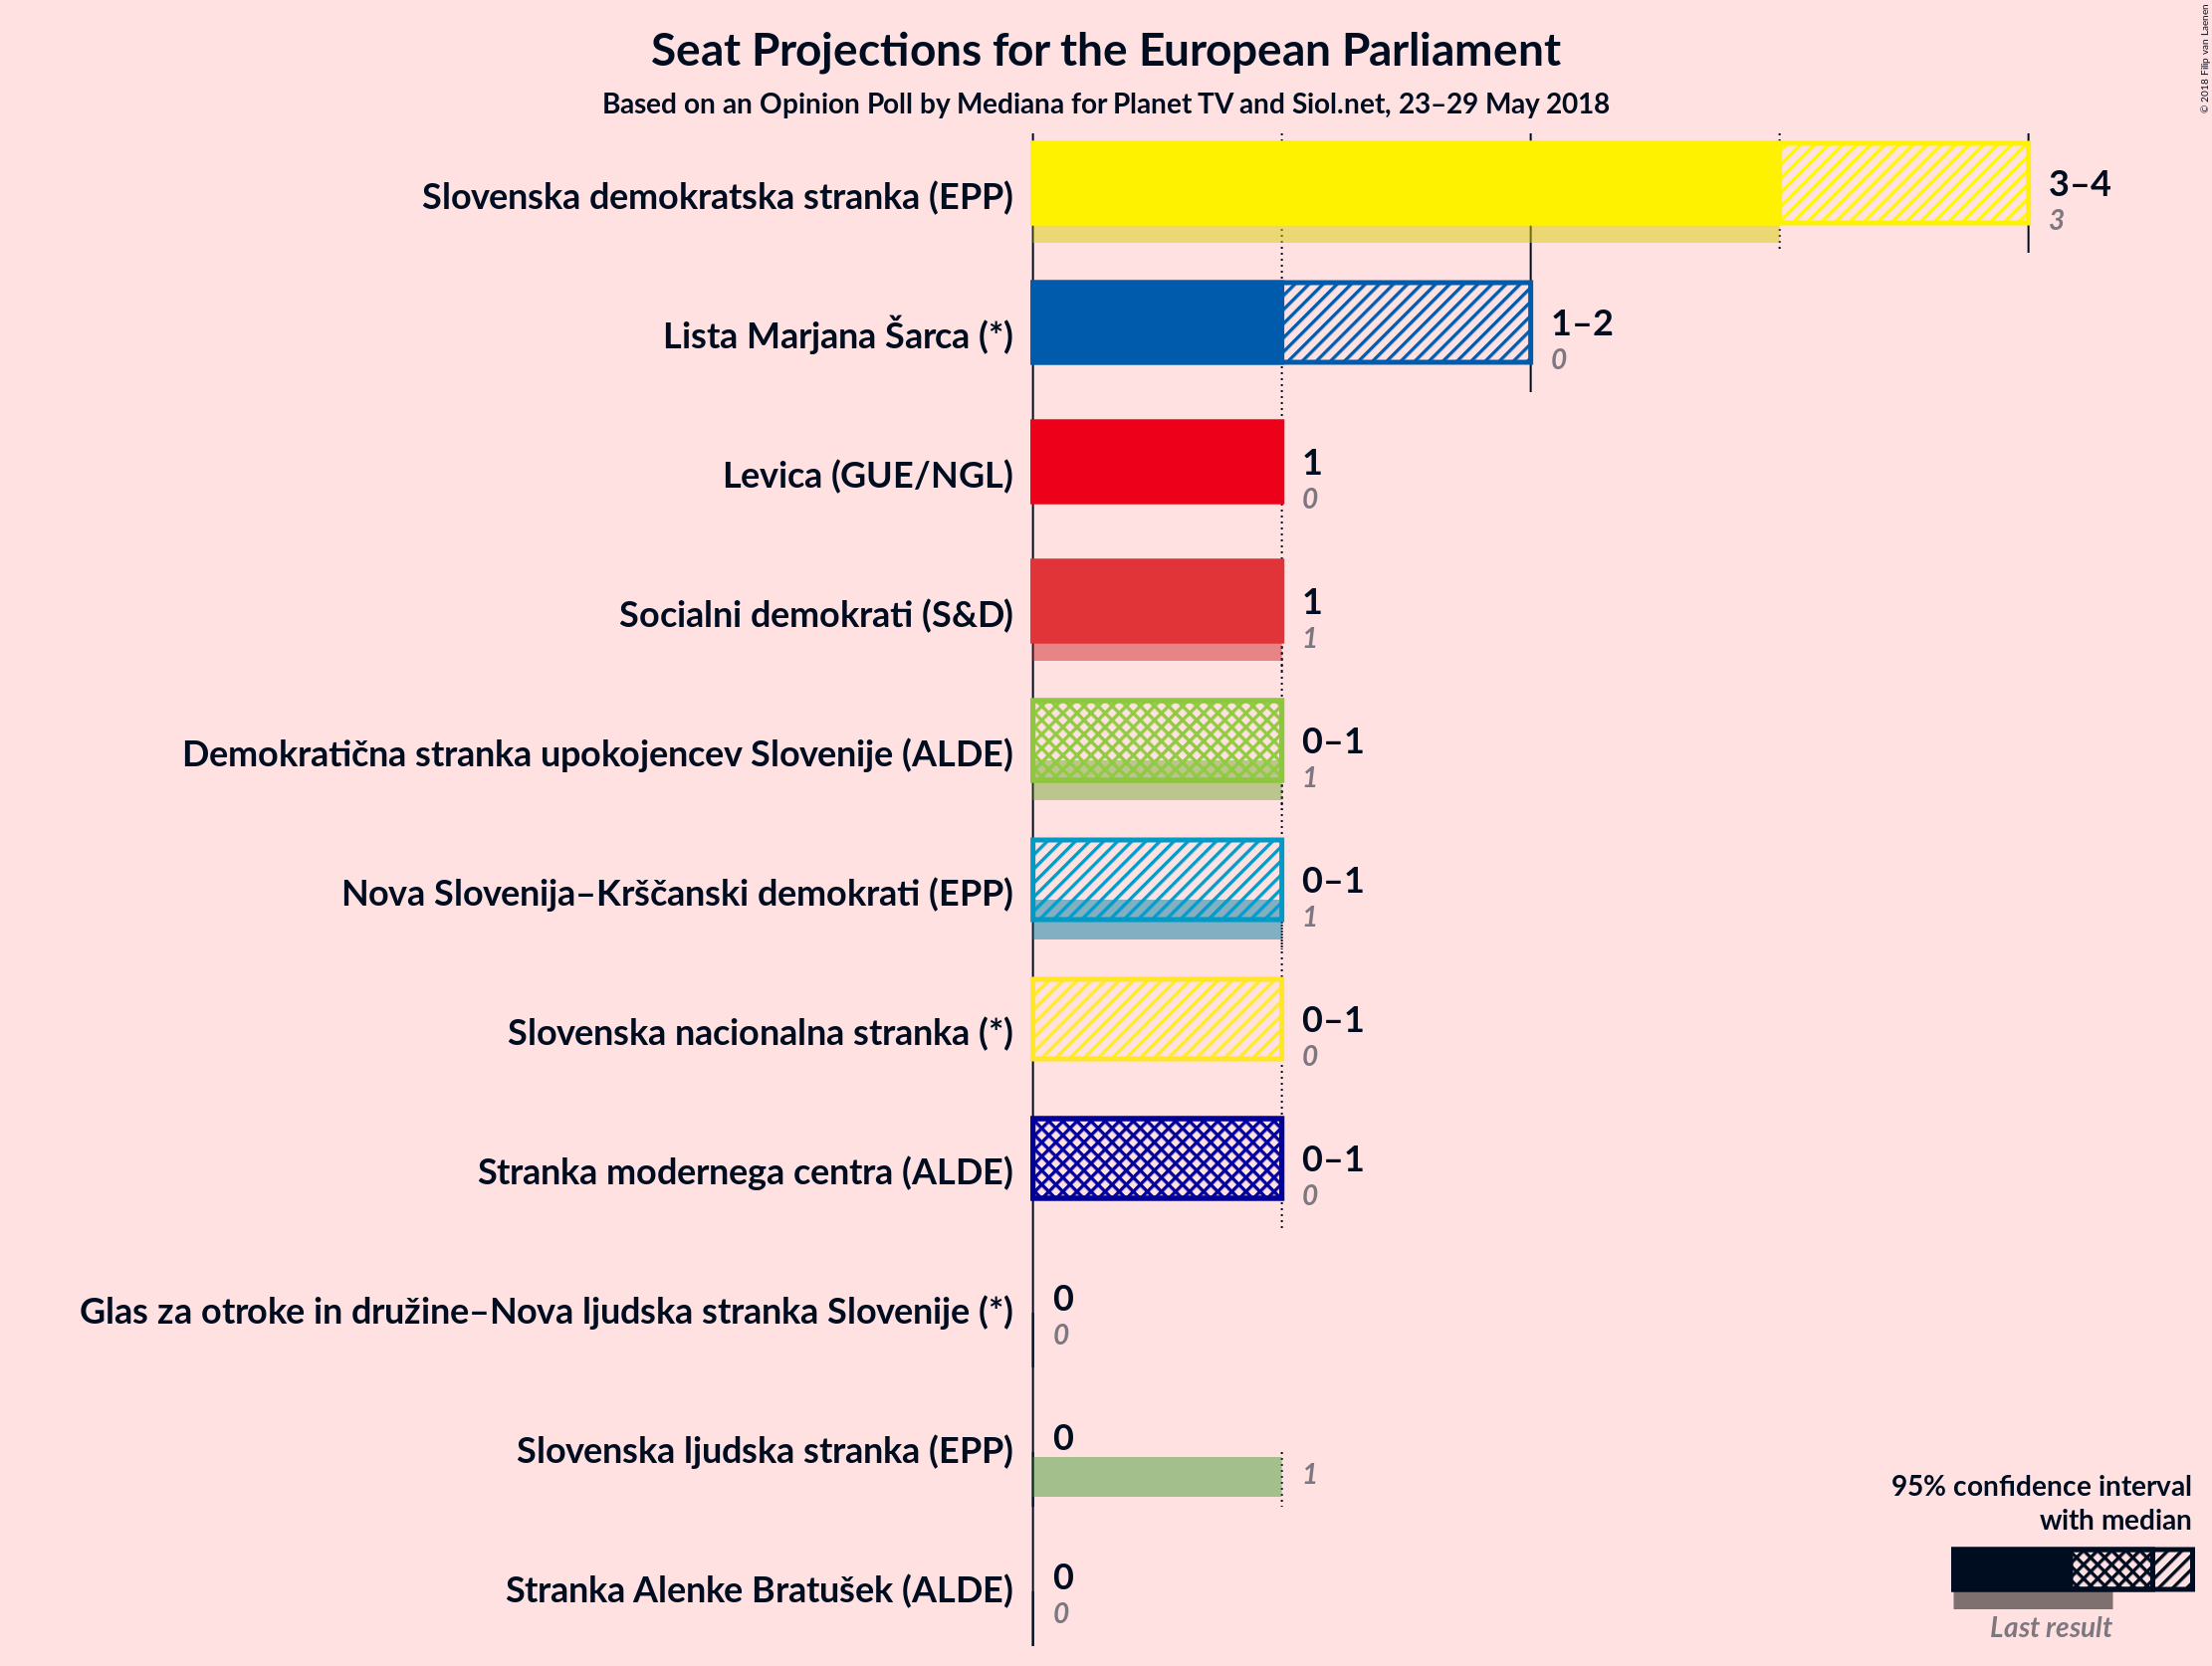 Seat Projections for the European Parliament
Based on an Opinion Poll by Mediana for Planet TV and Siol.net, 23–29 May 2018
© 2018 Filip van Laenen
Slovenska demokratska stranka (EPP)
3–4
3
Lista Marjana Šarca (*)
1–2
0
Levica (GUE/NGL)
1
0
Socialni demokrati (S&D)
1
1
Demokratična stranka upokojencev Slovenije (ALDE)
0–1
1
Nova Slovenija–Krščanski demokrati (EPP)
0–1
1
Slovenska nacionalna stranka (*)
0–1
0
Stranka modernega centra (ALDE)
0–1
0
Glas za otroke in družine–Nova ljudska stranka Slovenije (*)
0
0
Slovenska ljudska stranka (EPP)
0
1
Stranka Alenke Bratušek (ALDE)
0
0
95% confidence interval
with median
Last result